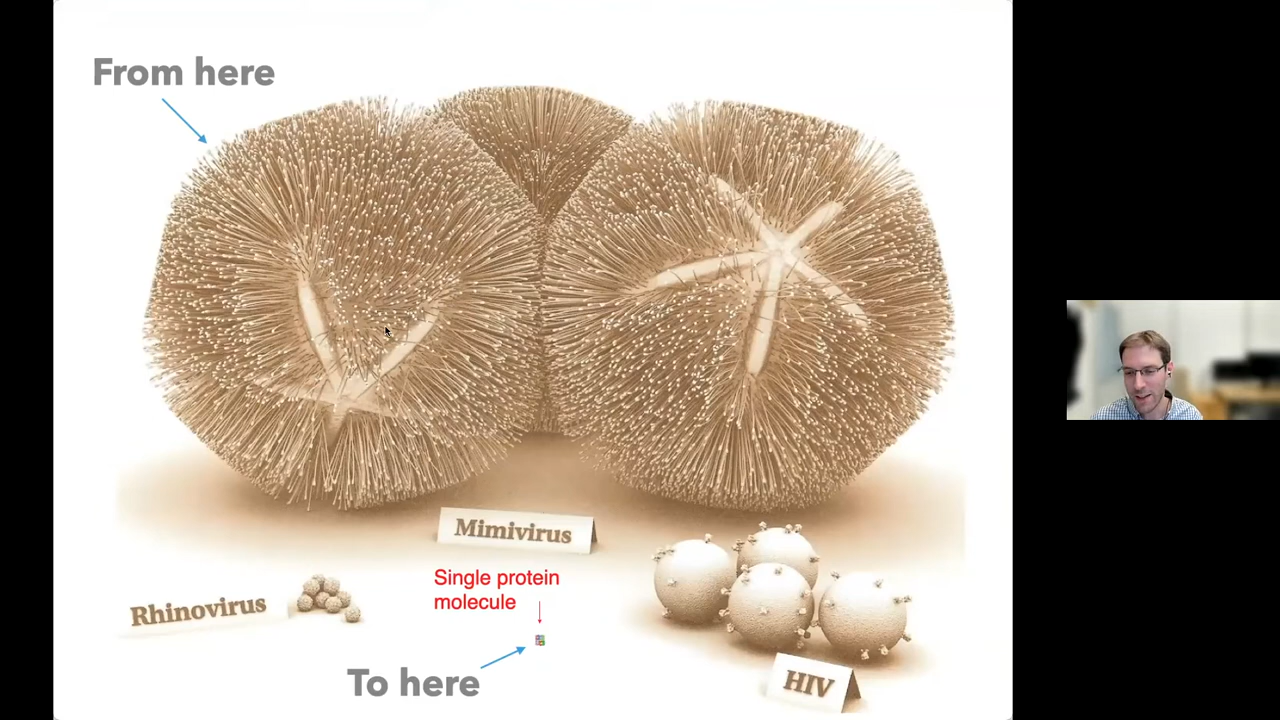 From here
Mimivirus
Single protein
molecule
Rhinovirus
To here
HIV